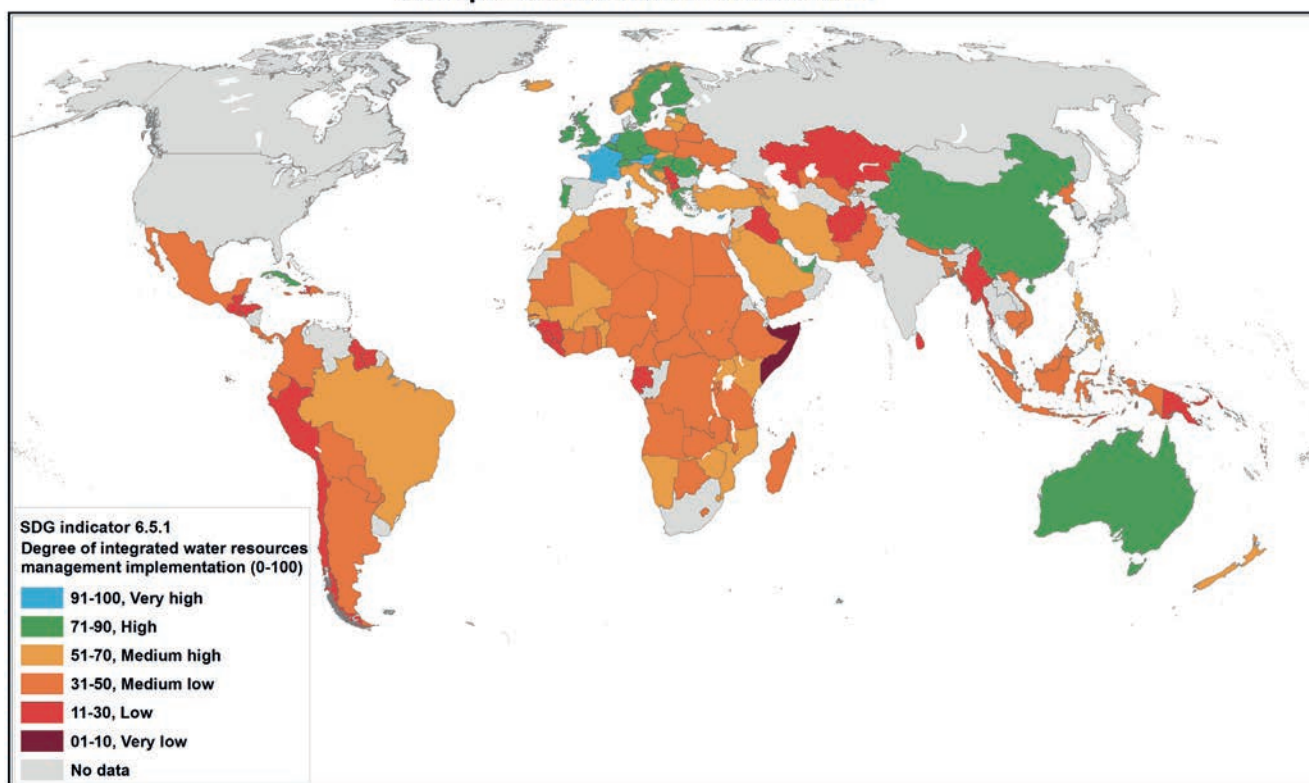 SDG indicator 6.5.1
Degree of integrated water resources
management implementation (0-100)
91-100, Very high
71-90, High
51-70, Medium high
31-50, Medium low
11-30, Low
01-10, Very low
No data